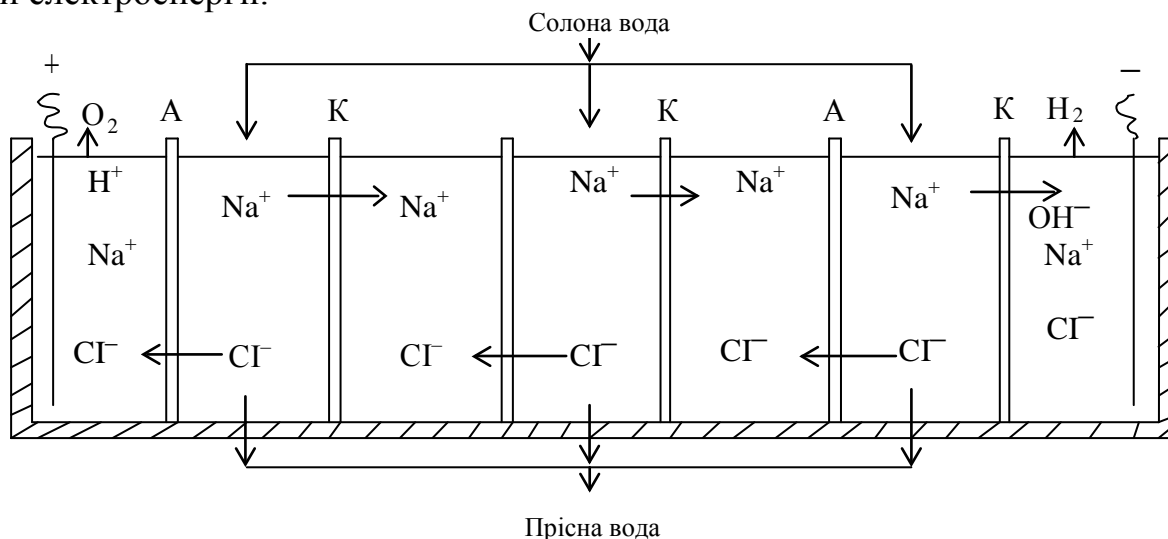 и електроенергії.
Солона вода
+ −
O₂ А К К А К H₂
H⁺ Na⁺ Na⁺ Na⁺ Na⁺ Na⁺
OH⁻
Na⁺ Na⁺
Cl⁻ Cl⁻ Cl⁻ Cl⁻ Cl⁻ Cl⁻ Cl⁻
Прісна вода